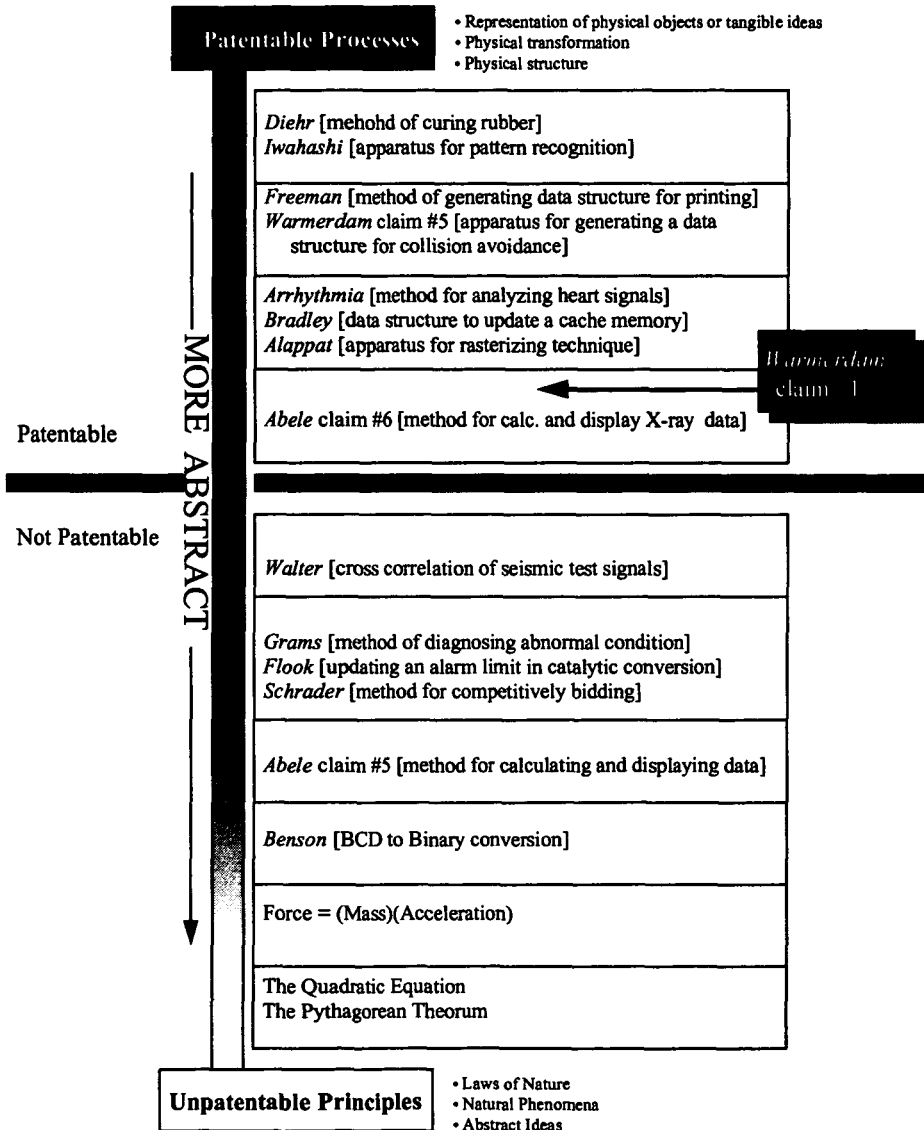 Patentable Processes
• Representation of physical objects or tangible ideas
• Physical transformation
• Physical structure
Diehr [mehohd of curing rubber]
Iwahashi [apparatus for pattern recognition]
Freeman [method of generating data structure for printing]
Warmerdam claim #5 [apparatus for generating a data
structure for collision avoidance]
Arrhythmia [method for analyzing heart signals]
Bradley [data structure to update a cache memory]
Alappat [apparatus for rasterizing technique]
Warmerdam
claim 1
Abele claim #6 [method for calc. and display X-ray data]
Patentable
MORE ABSTRACT
Not Patentable
Walter [cross correlation of seismic test signals]
Grams [method of diagnosing abnormal condition]
Flook [updating an alarm limit in catalytic conversion]
Schrader [method for competitively bidding]
Abele claim #5 [method for calculating and displaying data]
Benson [BCD to Binary conversion]
Force = (Mass)(Acceleration)
The Quadratic Equation
The Pythagorean Theorum
Unpatentable Principles
• Laws of Nature
• Natural Phenomena
• Abstract Ideas